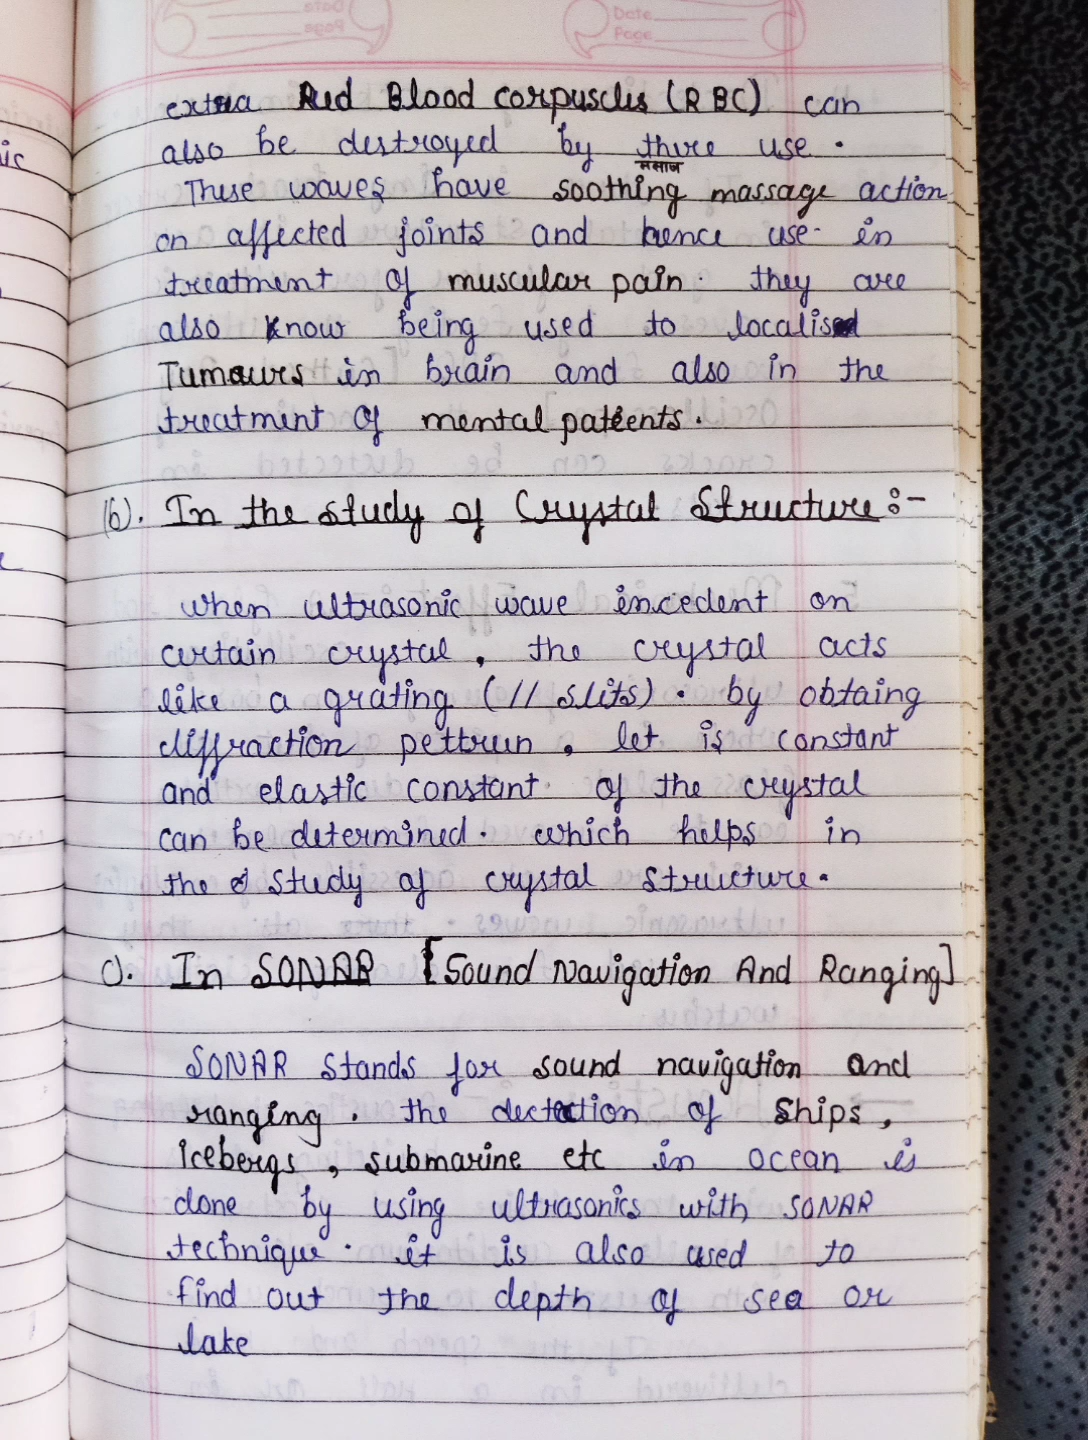 Date
Page
extra Red Blood corpuscles (RBC) can
also be destroyed by there use.
मसाज
These waves have soothing massage action
on affected joints and hence use in
treatment of muscular pain. they are
also know being used to localised
Tumours in brain and also in the
treatment of mental patients.
(b). In the study of Crystal Structure :-
when ultrasonic wave incedent on
certain crystal, the crystal acts
like a grating (// slits). by obtaing
diffraction pettrun, let is constant
and elastic constant of the crystal
can be determined. which helps in
the study of crystal structure.
c). In SONAR [Sound Navigation And Ranging]
SONAR stands for sound navigation and
ranging. the dectection of ships,
icebergs, submarine etc in ocean is
done by using ultrasonics with SONAR
technique. it is also used to
find out the depth of sea or
lake